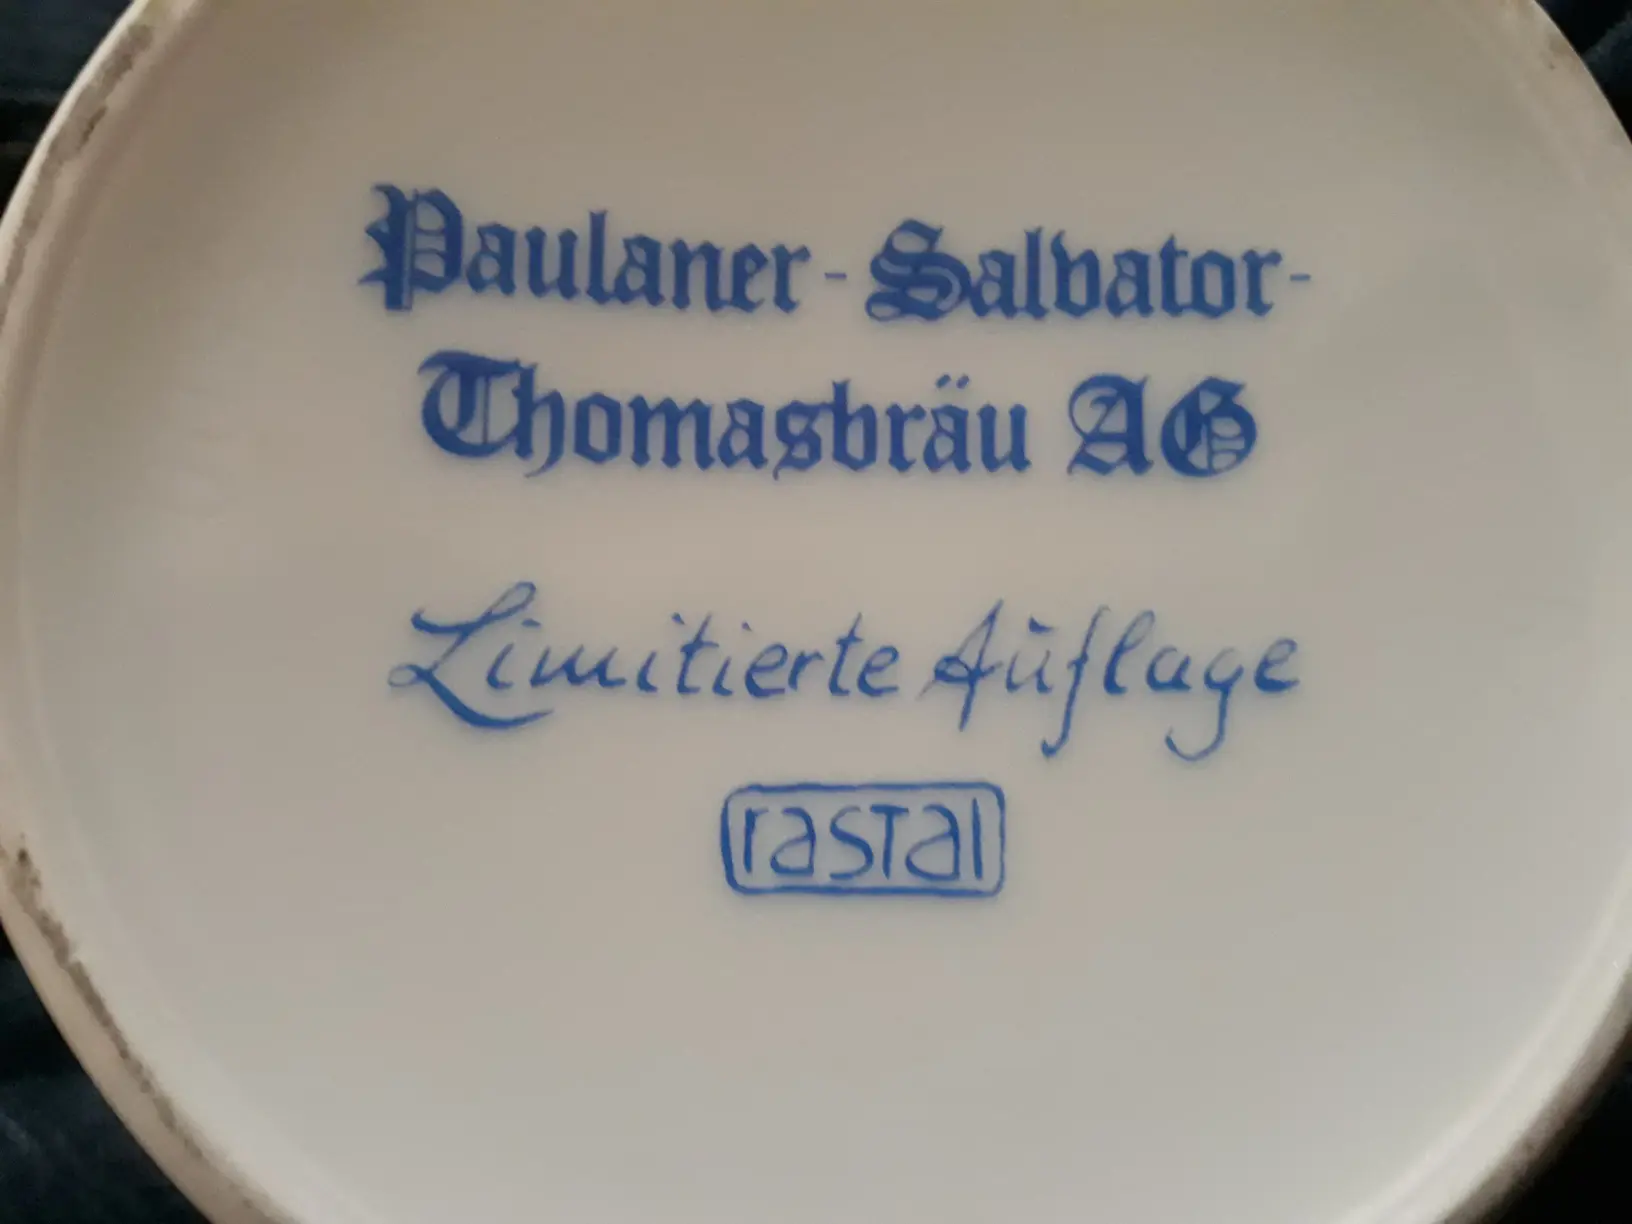 Paulaner-Salvator-
Thomasbräu AG
Limitierte Auflage
rastal